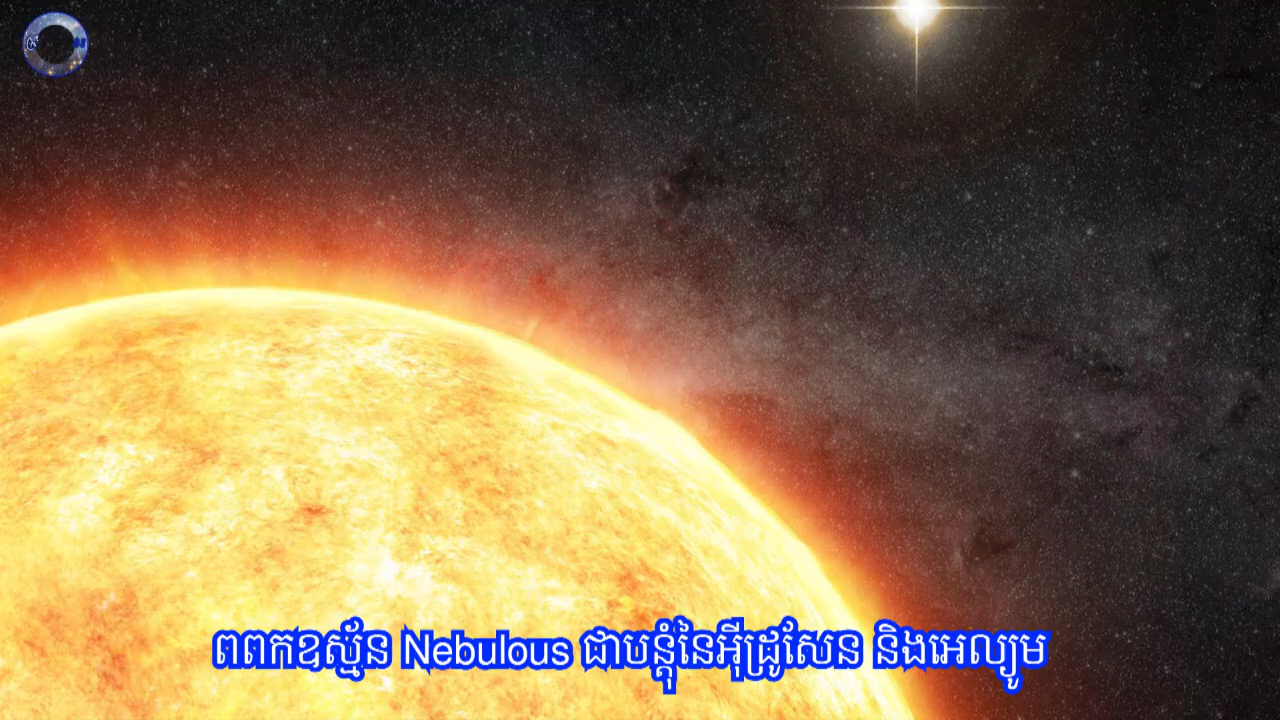 ពពកឧស្ម័ន Nebulous ជាបន្តុំនៃអ៊ីដ្រូសែន និងអេល្យូម